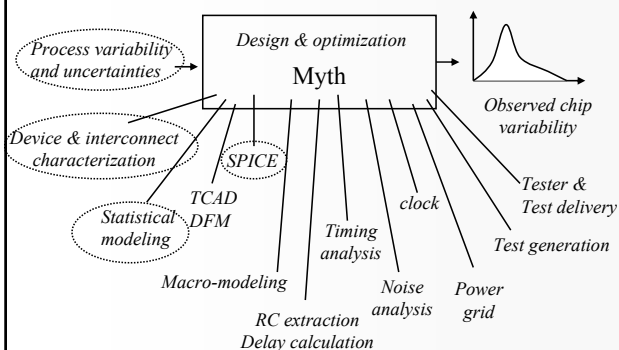 Process variability
and uncertainties
Design & optimization
Myth
Observed chip
variability
Device & interconnect
characterization
SPICE
Statistical
modeling
TCAD
DFM
Macro-modeling
RC extraction
Delay calculation
Timing
analysis
Noise
analysis
clock
Power
grid
Test generation
Tester &
Test delivery